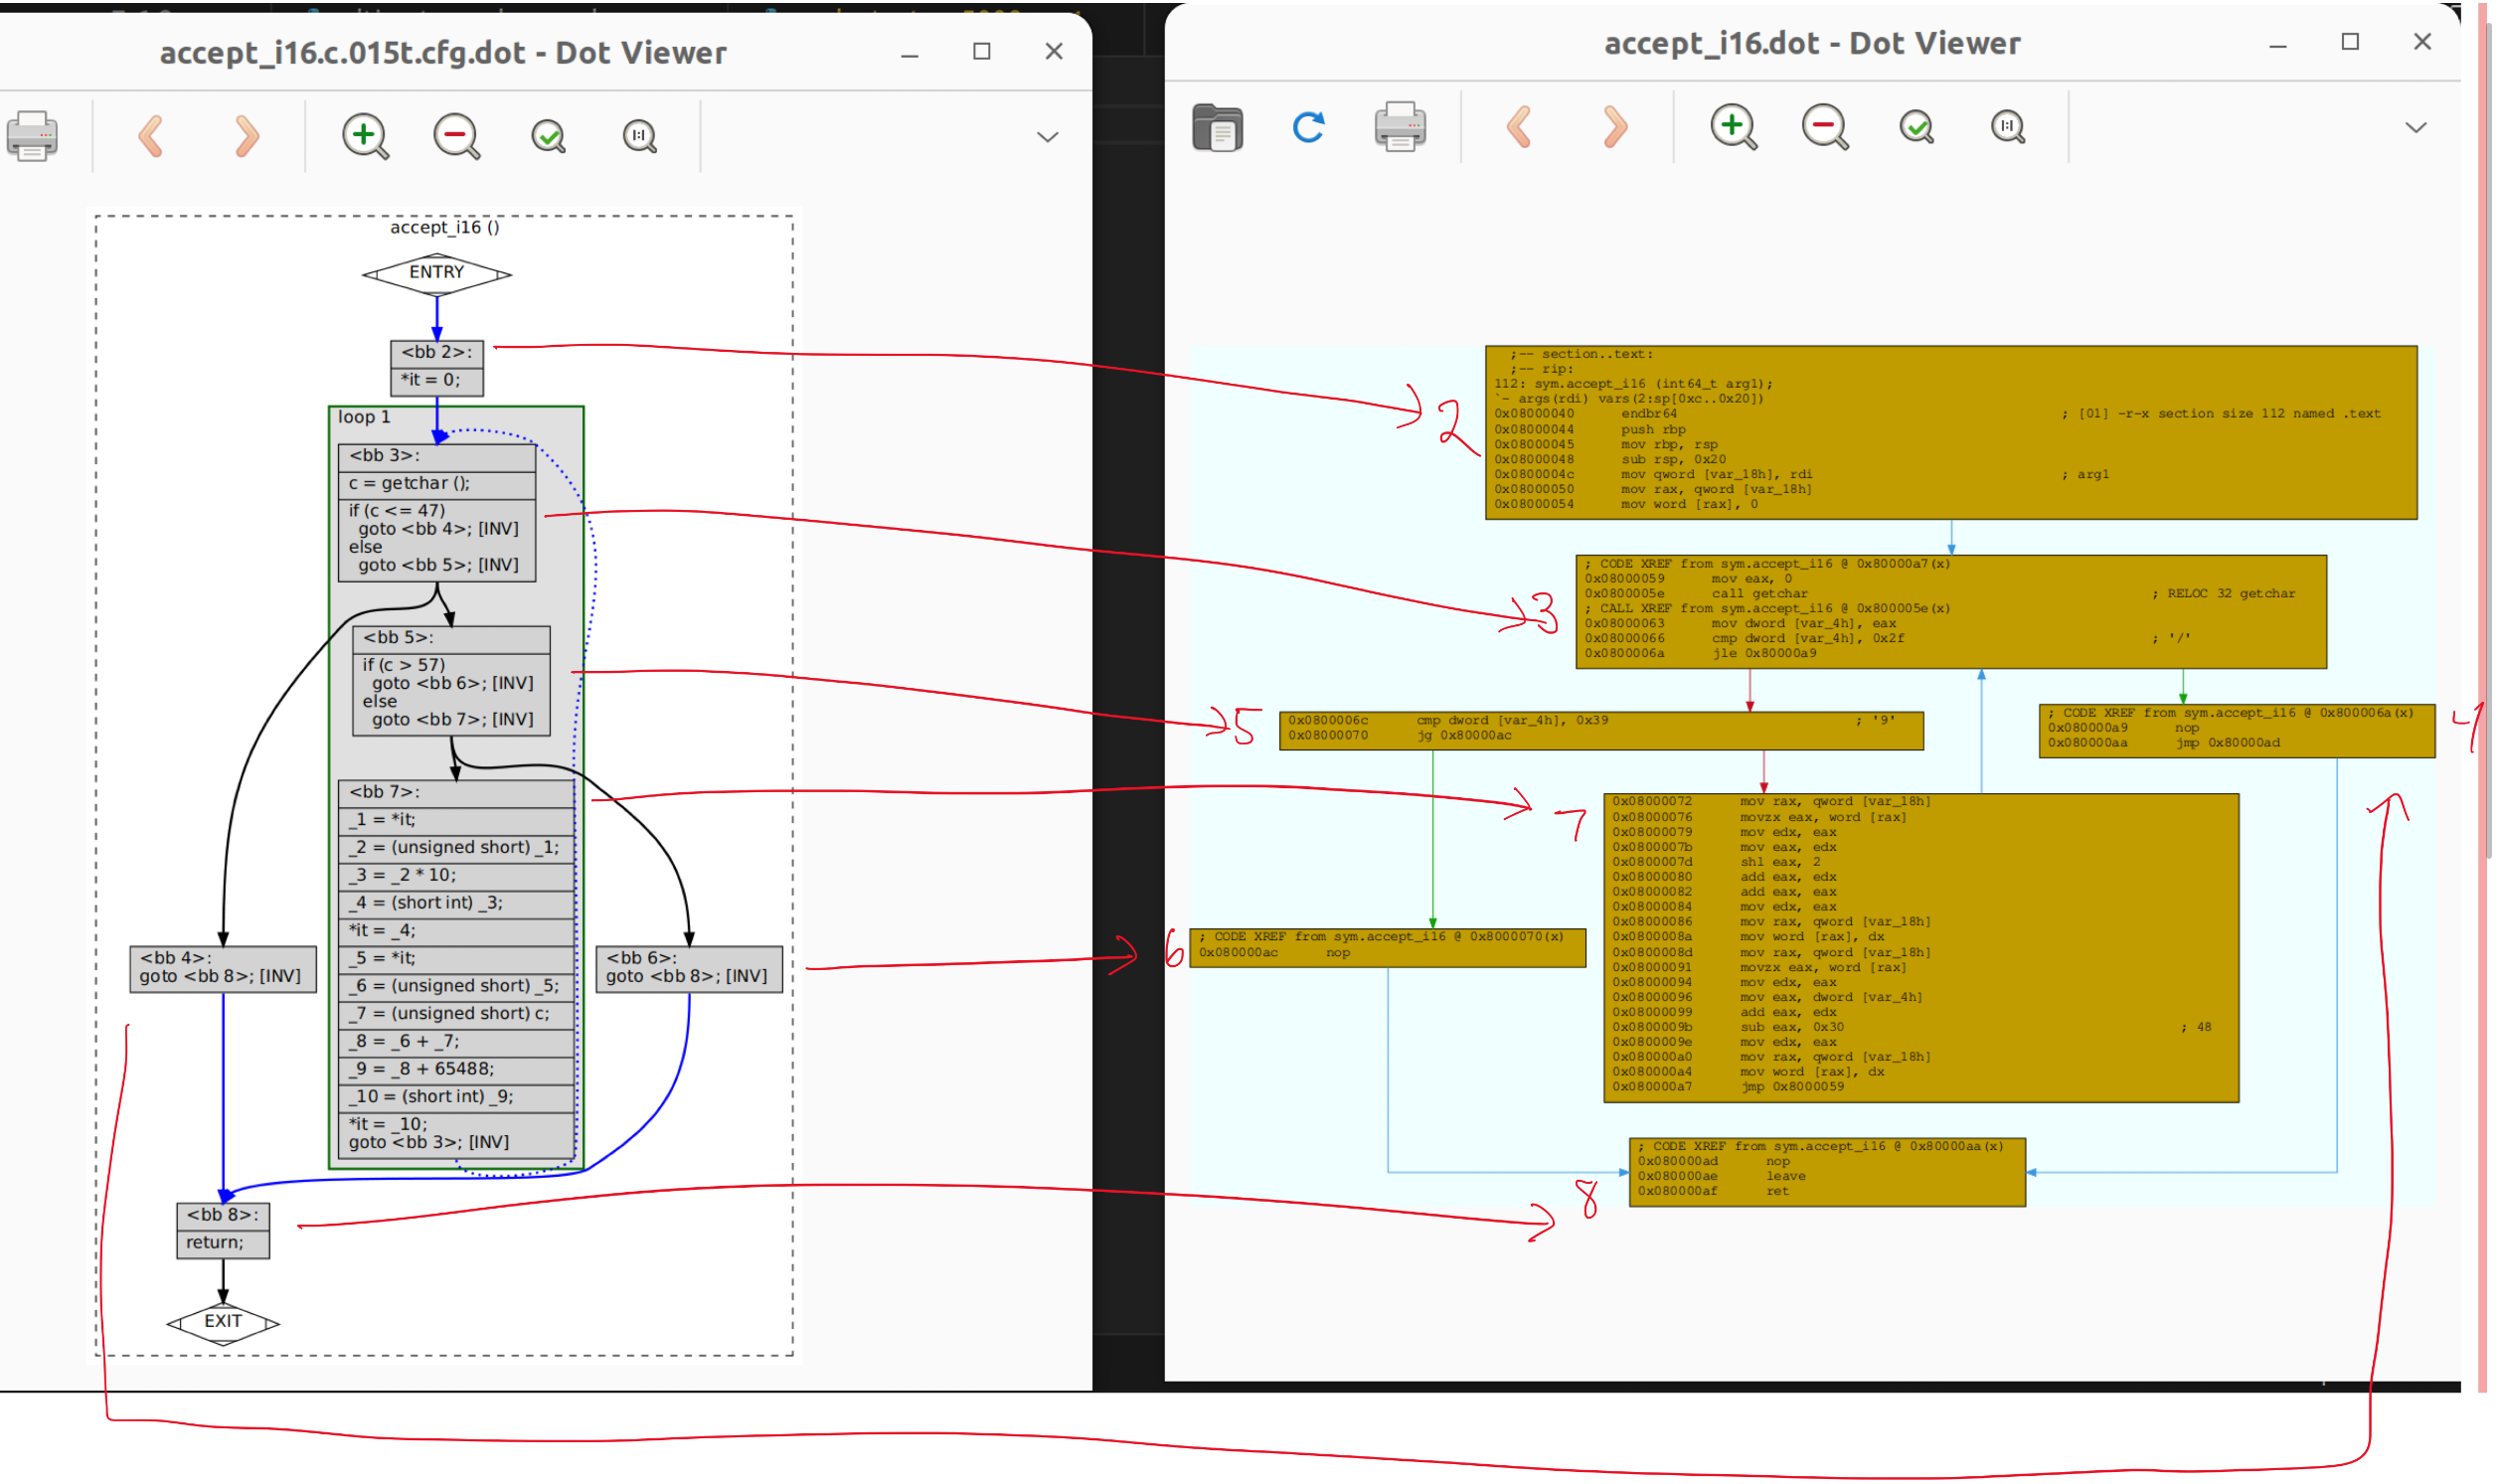 accept_i16.c.015t.cfg.dot - Dot Viewer
accept_i16 ()
ENTRY
<bb 2>:
*it = 0;
loop 1
<bb 3>:
c = getchar ();
if (c <= 47)
goto <bb 4>; [INV]
else
goto <bb 5>; [INV]
<bb 5>:
if (c > 57)
goto <bb 6>; [INV]
else
goto <bb 7>; [INV]
<bb 7>:
_1 = *it;
_2 = (unsigned short) _1;
_3 = _2 * 10;
_4 = (short int) _3;
*it = _4;
_5 = *it;
_6 = (unsigned short) _5;
_7 = (unsigned short) c;
_8 = _6 + _7;
_9 = _8 + 65488;
_10 = (short int) _9;
*it = _10;
goto <bb 3>; [INV]
<bb 4>:
goto <bb 8>; [INV]
<bb 6>:
goto <bb 8>; [INV]
<bb 8>:
return;
EXIT
accept_i16.dot - Dot Viewer
2
;-- section..text:
;-- rip:
112: sym.accept_i16 (int64_t arg1);
`- args(rdi) vars(2:sp[0xc..0x20])
0x08000040 endbr64 ; [01] -r-x section size 112 named .text
0x08000044 push rbp
0x08000045 mov rbp, rsp
0x08000048 sub rsp, 0x20
0x0800004c mov qword [var_18h], rdi ; arg1
0x08000050 mov rax, qword [var_18h]
0x08000054 mov word [rax], 0
3
; CODE XREF from sym.accept_i16 @ 0x80000a7(x)
0x08000059 mov eax, 0
0x0800005e call getchar ; RELOC 32 getchar
; CALL XREF from sym.accept_i16 @ 0x800005e(x)
0x08000063 mov dword [var_4h], eax
0x08000066 cmp dword [var_4h], 0x2f ; '/'
0x0800006a jle 0x80000a9
5
0x0800006c cmp dword [var_4h], 0x39 ; '9'
0x08000070 jg 0x80000ac
4
; CODE XREF from sym.accept_i16 @ 0x800006a(x)
0x080000a9 nop
0x080000aa jmp 0x80000ad
7
0x08000072 mov rax, qword [var_18h]
0x08000076 movzx eax, word [rax]
0x08000079 mov edx, eax
0x0800007b mov eax, edx
0x0800007d shl eax, 2
0x08000080 add eax, edx
0x08000082 add eax, eax
0x08000084 mov edx, eax
0x08000086 mov rax, qword [var_18h]
0x0800008a mov word [rax], dx
0x0800008d mov rax, qword [var_18h]
0x08000091 movzx eax, word [rax]
0x08000094 mov edx, eax
0x08000096 mov eax, dword [var_4h]
0x08000099 add eax, edx
0x0800009b sub eax, 0x30 ; 48
0x0800009e mov edx, eax
0x080000a0 mov rax, qword [var_18h]
0x080000a4 mov word [rax], dx
0x080000a7 jmp 0x8000059
6
; CODE XREF from sym.accept_i16 @ 0x8000070(x)
0x080000ac nop
8
; CODE XREF from sym.accept_i16 @ 0x80000aa(x)
0x080000ad nop
0x080000ae leave
0x080000af ret